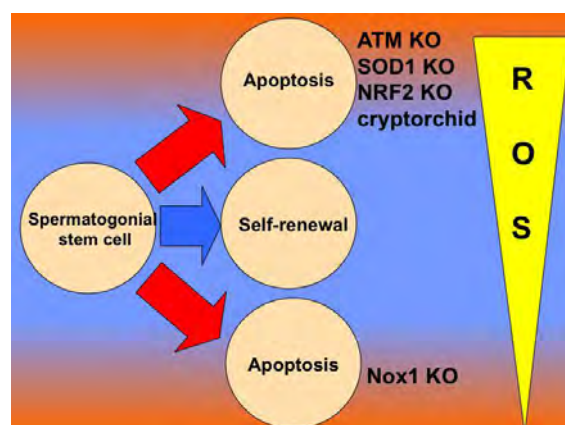 Apoptosis
ATM KO
SOD1 KO
NRF2 KO
cryptorchid
Spermatogonial
stem cell
Self-renewal
Apoptosis
Nox1 KO
R
O
S